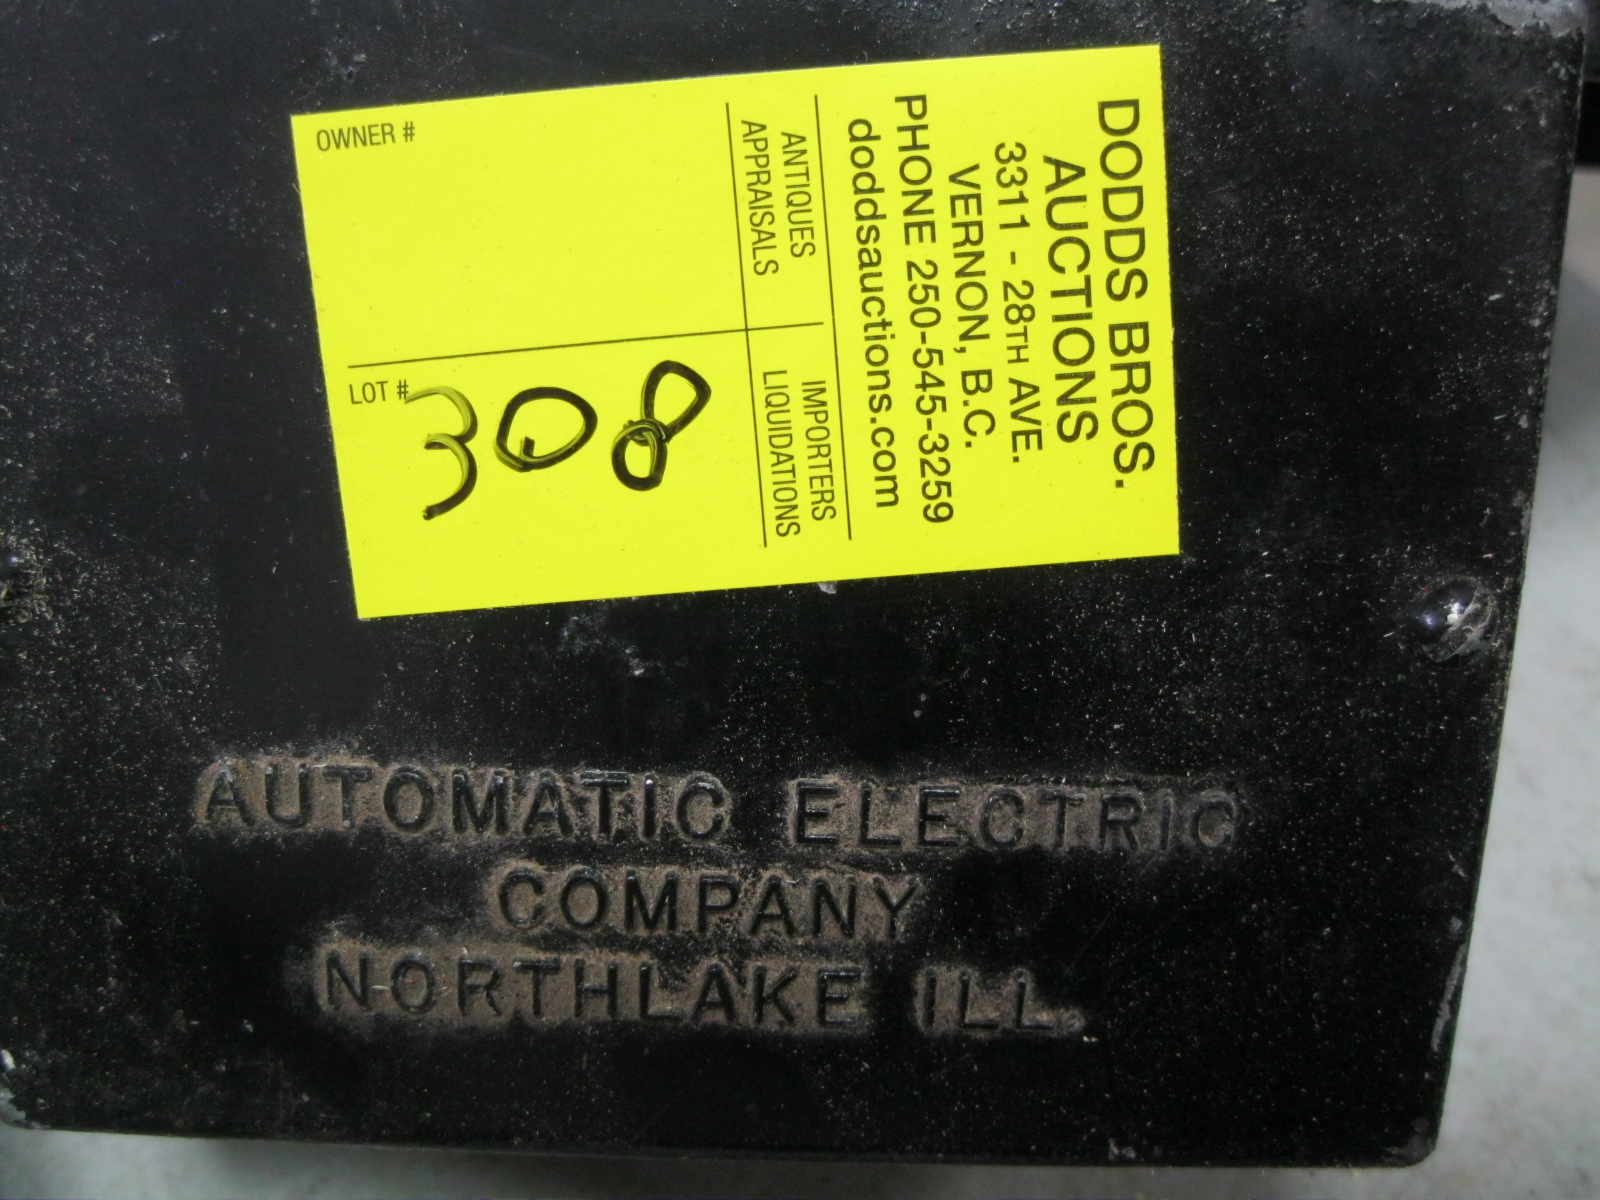 DODDS BROS.
AUCTIONS
3311 - 28TH AVE.
VERNON, B.C.
PHONE 250-545-3259
doddsauctions.com
ANTIQUES
APPRAISALS
IMPORTERS
LIQUIDATIONS
OWNER #
LOT #
308
AUTOMATIC ELECTRIC
COMPANY
NORTHLAKE ILL.